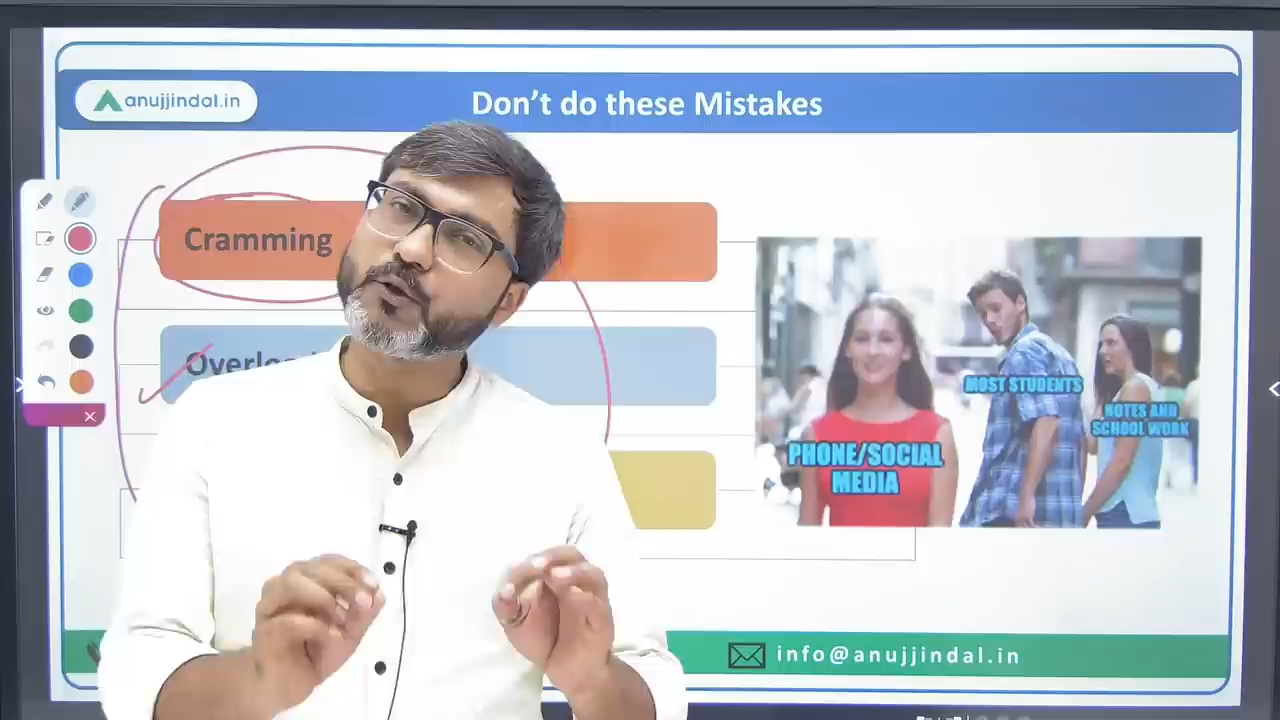 anujjindal.in
Don't do these Mistakes
Cramming
MOST STUDENTS
NOTES AND
SCHOOL WORK
PHONE/SOCIAL
MEDIA
info@anujjindal.in